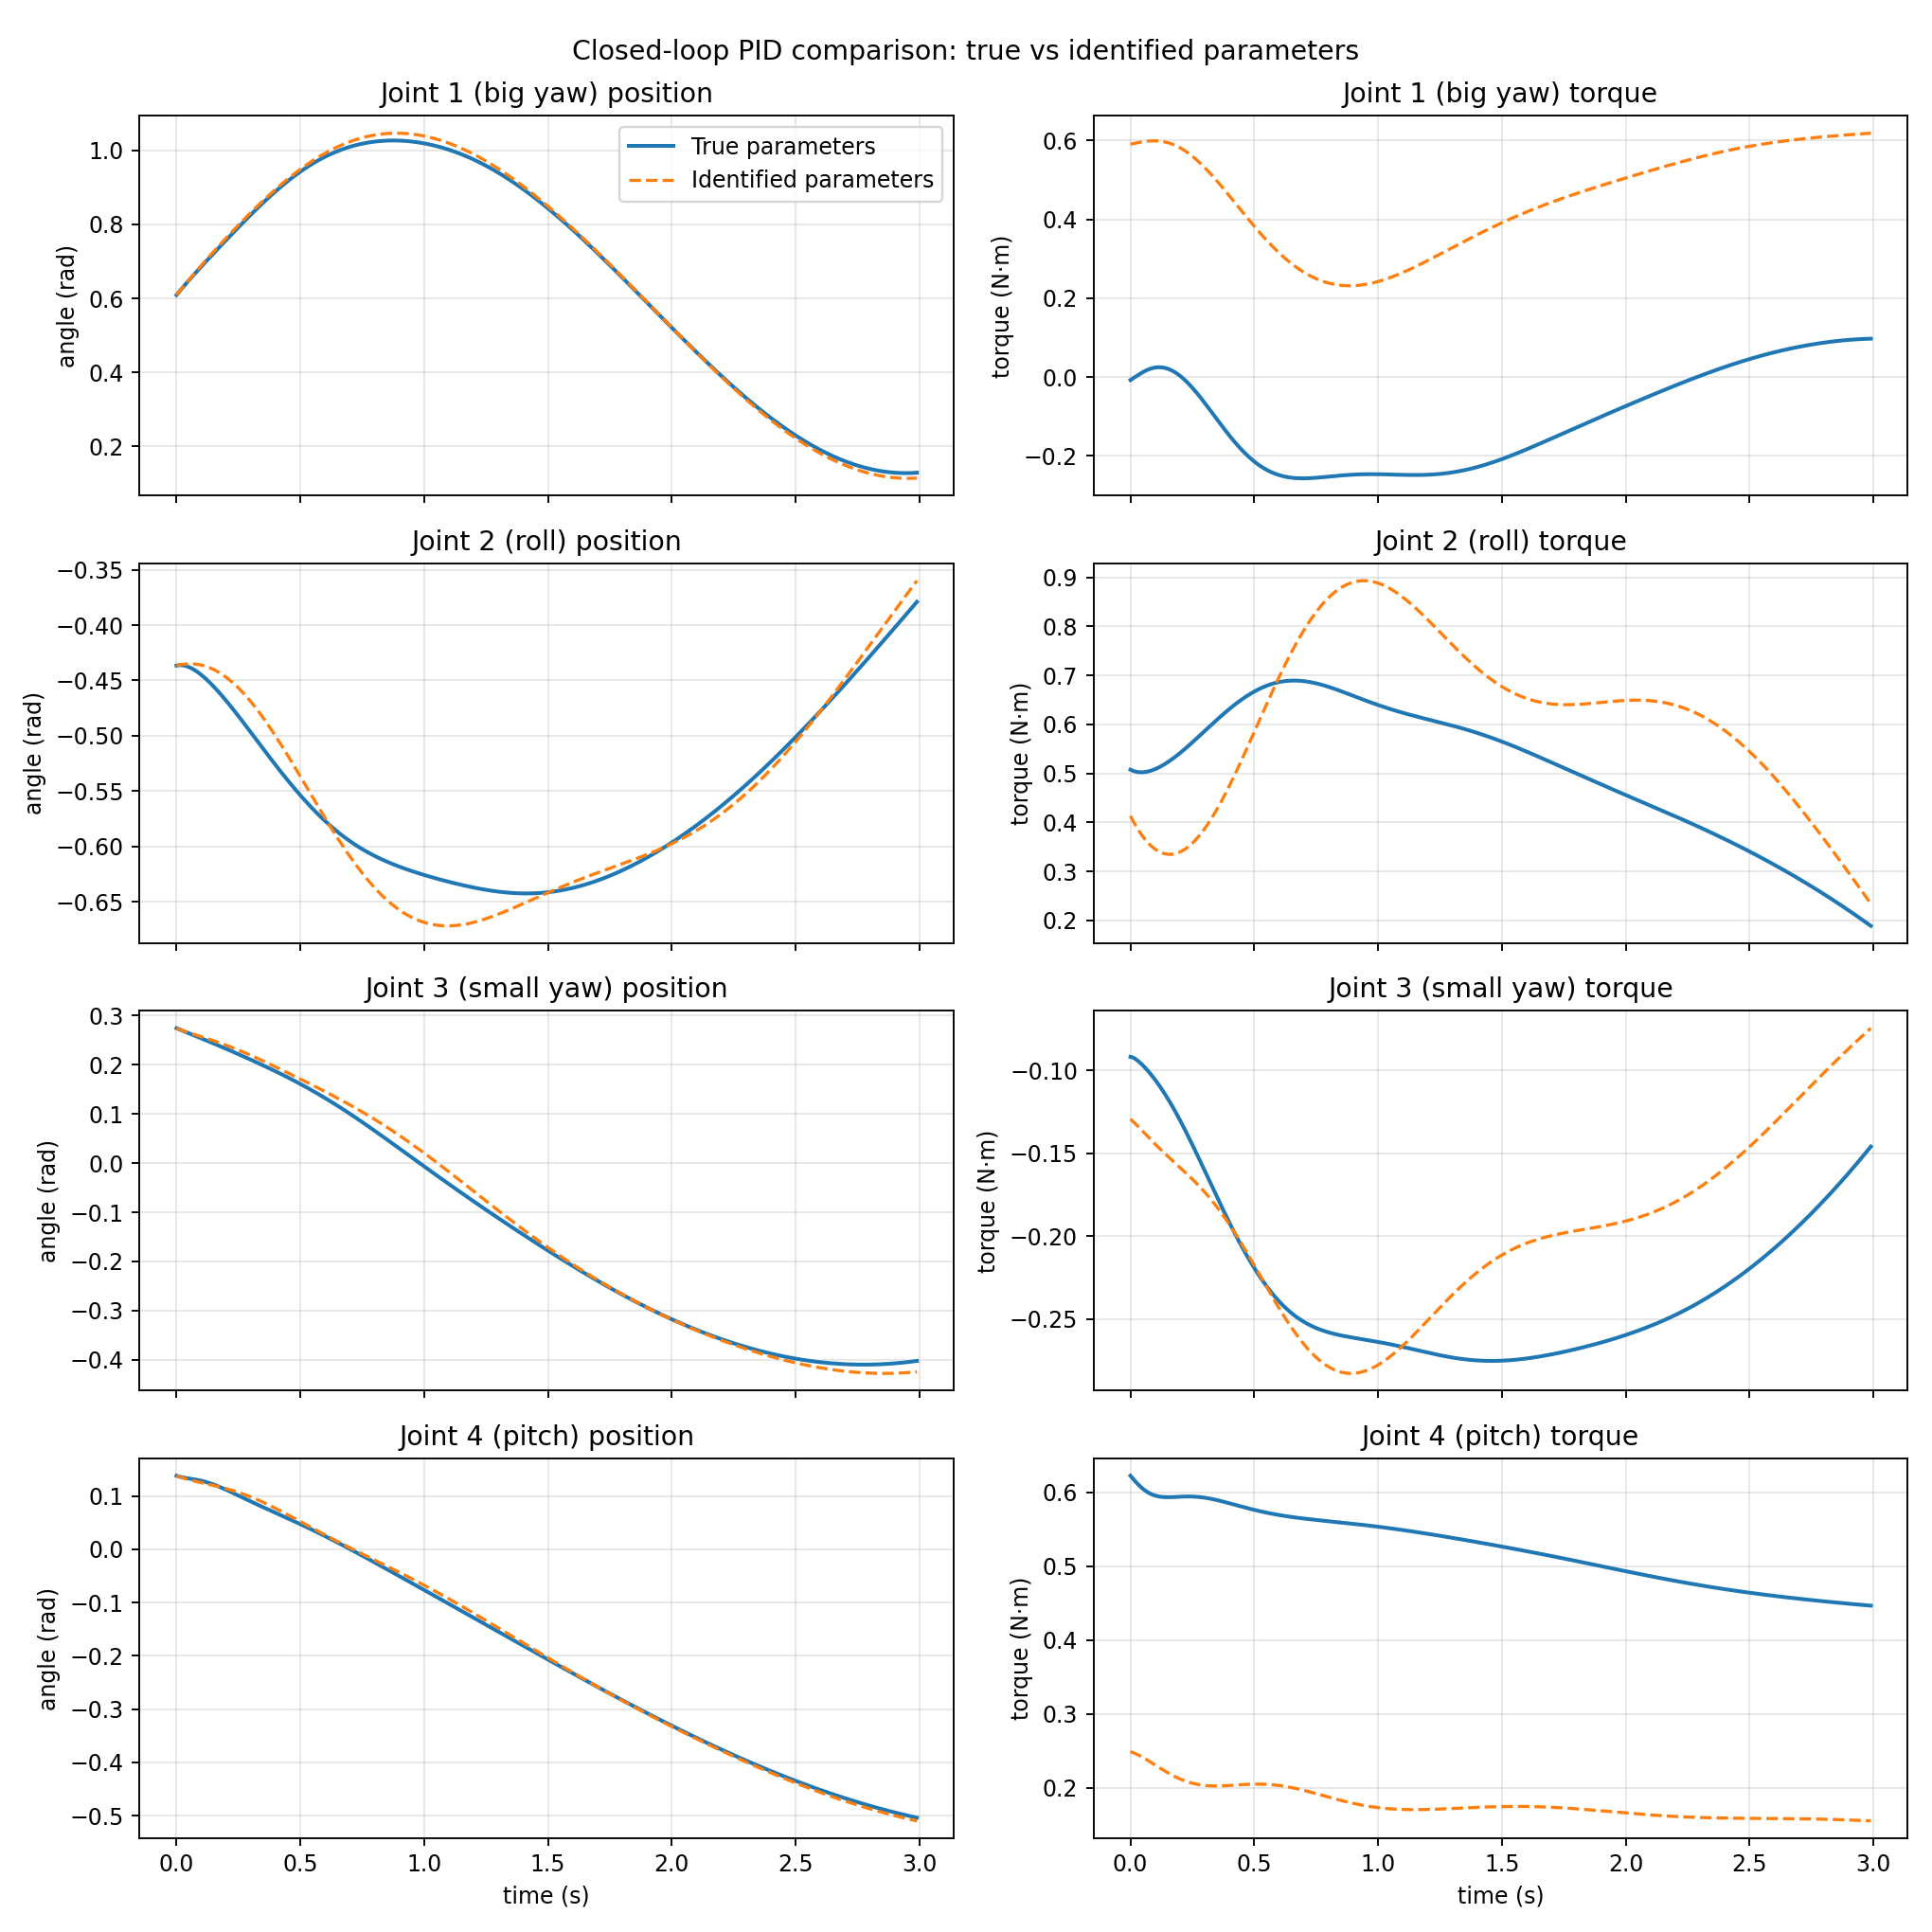 Closed-loop PID comparison: true vs identified parameters
Joint 1 (big yaw) position
True parameters
Identified parameters
angle (rad)
1.0
0.8
0.6
0.4
0.2
Joint 1 (big yaw) torque
torque (N·m)
0.6
0.4
0.2
0.0
−0.2
Joint 2 (roll) position
angle (rad)
−0.35
−0.40
−0.45
−0.50
−0.55
−0.60
−0.65
Joint 2 (roll) torque
torque (N·m)
0.9
0.8
0.7
0.6
0.5
0.4
0.3
0.2
Joint 3 (small yaw) position
angle (rad)
0.3
0.2
0.1
0.0
−0.1
−0.2
−0.3
−0.4
Joint 3 (small yaw) torque
torque (N·m)
−0.10
−0.15
−0.20
−0.25
Joint 4 (pitch) position
angle (rad)
0.1
0.0
−0.1
−0.2
−0.3
−0.4
−0.5
0.0 0.5 1.0 1.5 2.0 2.5 3.0
time (s)
Joint 4 (pitch) torque
torque (N·m)
0.6
0.5
0.4
0.3
0.2
0.0 0.5 1.0 1.5 2.0 2.5 3.0
time (s)